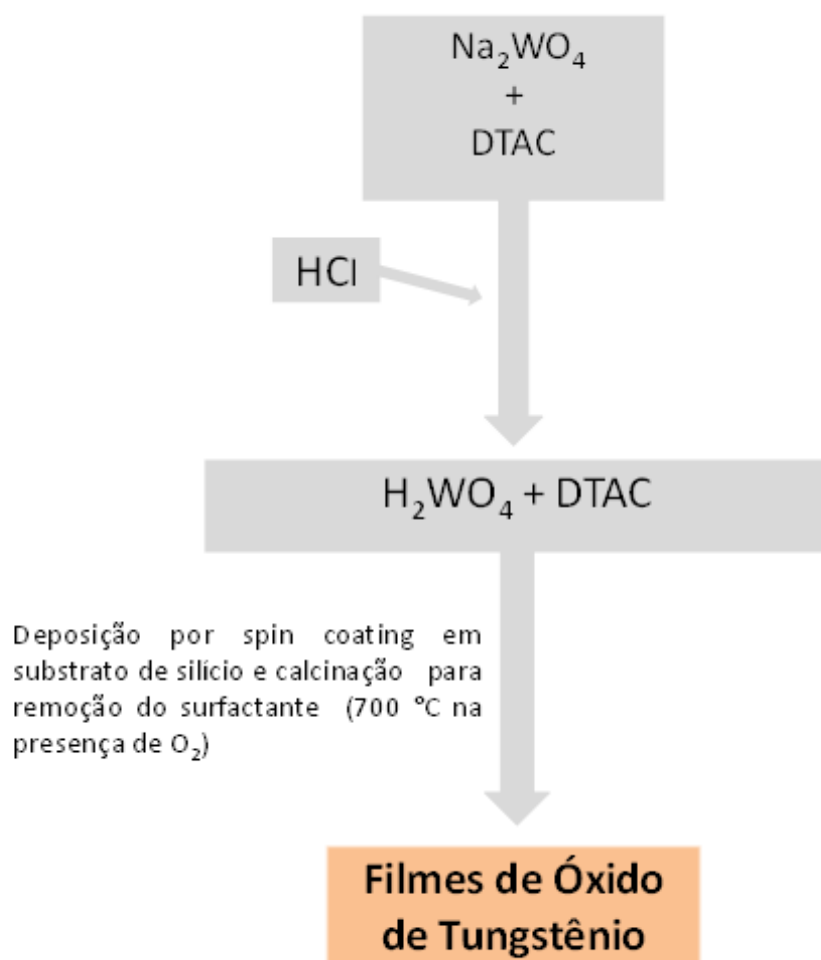 Na₂WO₄
+
DTAC
HCl
H₂WO₄ + DTAC
Deposição por spin coating em
substrato de silício e calcinação para
remoção do surfactante (700 °C na
presença de O₂)
Filmes de Óxido
de Tungstênio